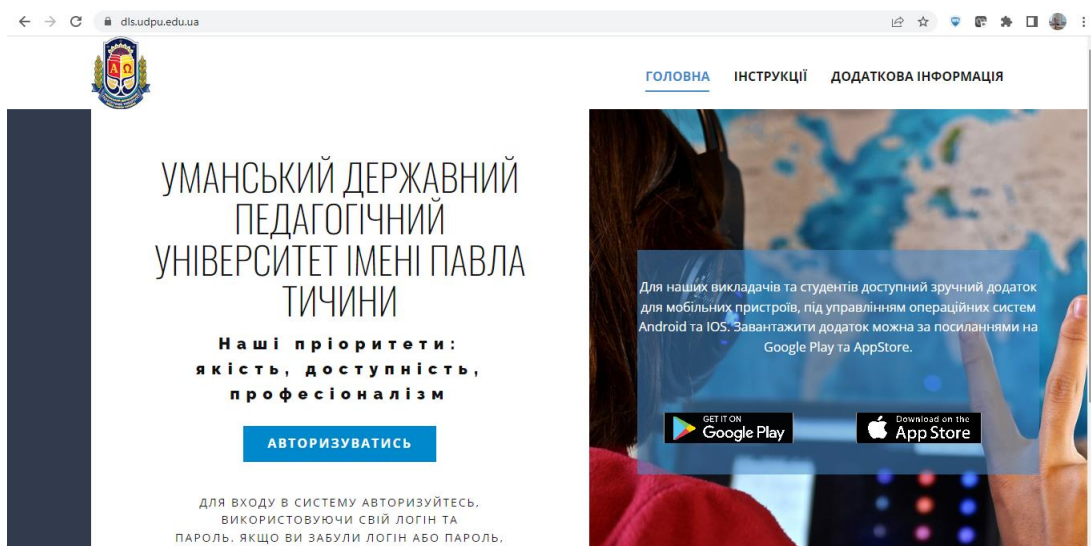 dls.udpu.edu.ua
ГОЛОВНА ІНСТРУКЦІЇ ДОДАТКОВА ІНФОРМАЦІЯ
УМАНСЬКИЙ ДЕРЖАВНИЙ
ПЕДАГОГІЧНИЙ
УНІВЕРСИТЕТ ІМЕНІ ПАВЛА
ТИЧИНИ
Наші пріоритети:
якість, доступність,
професіоналізм
АВТОРИЗУВАТИСЬ
ДЛЯ ВХОДУ В СИСТЕМУ АВТОРИЗУЙТЕСЬ,
ВИКОРИСТОВУЮЧИ СВІЙ ЛОГІН ТА
ПАРОЛЬ. ЯКЩО ВИ ЗАБУЛИ ЛОГІН АБО ПАРОЛЬ,
Для наших викладачів та студентів доступний зручний додаток
для мобільних пристроїв, під управлінням операційних систем
Android та IOS. Завантажити додаток можна за посиланнями на
Google Play та AppStore.
GET IT ON
Google Play
Download on the
App Store